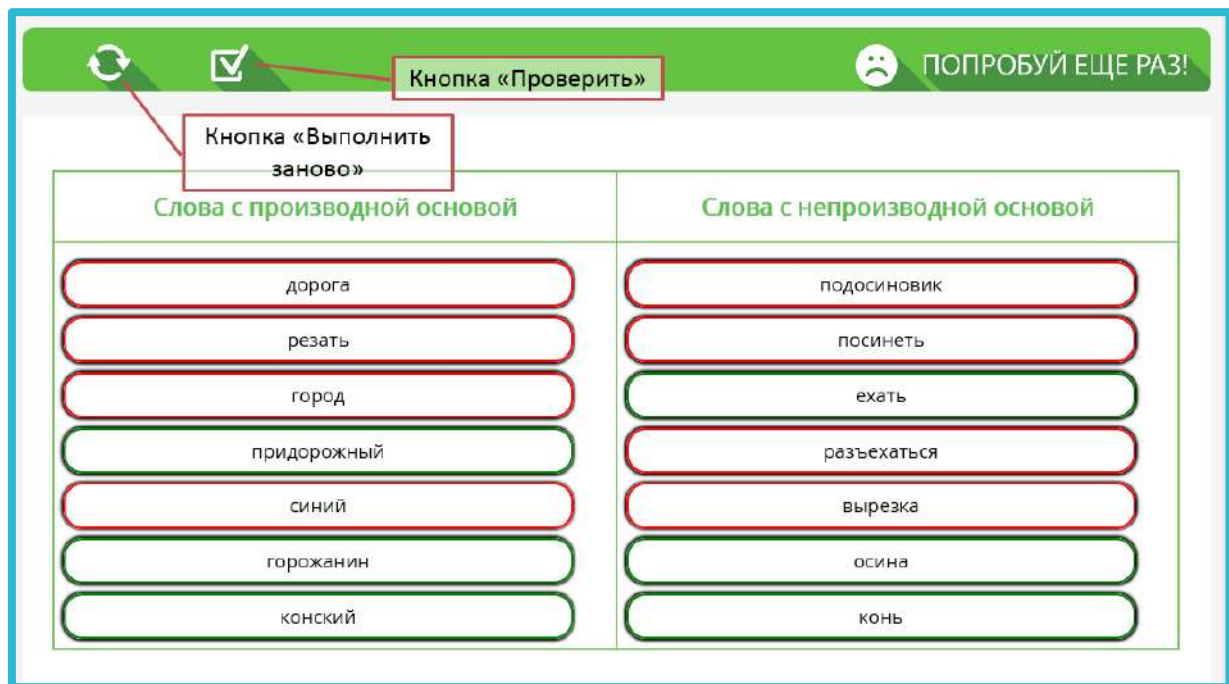 ПОПРОБУЙ ЕЩЕ РАЗ!
Кнопка «Проверить»
Кнопка «Выполнить
заново»
Слова с производной основой
Слова с непроизводной основой
дорога
подосиновик
резать
посинеть
город
ехать
придорожный
разъехаться
синий
вырезка
горожанин
осина
конский
конь